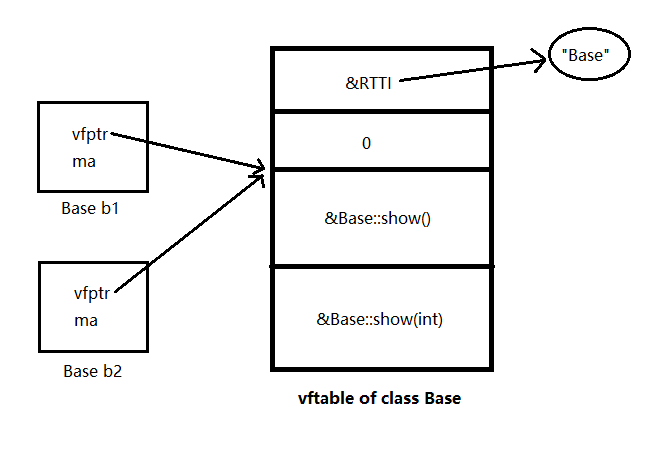 "Base"
&RTTI
0
vfptr
ma
Base b1
&Base::show()
vfptr
ma
Base b2
&Base::show(int)
vftable of class Base